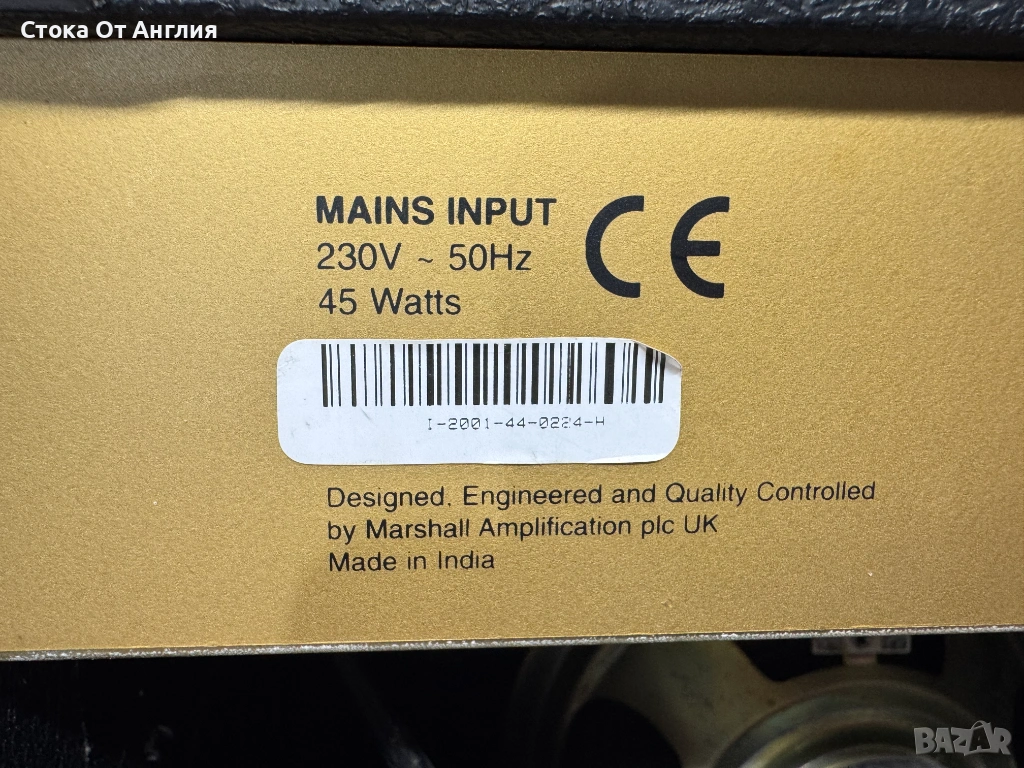 Стока От Англия
MAINS INPUT
230V ~ 50Hz
45 Watts
CE
I-2001-44-0224-H
Designed, Engineered and Quality Controlled
by Marshall Amplification plc UK
Made in India
BAZAR